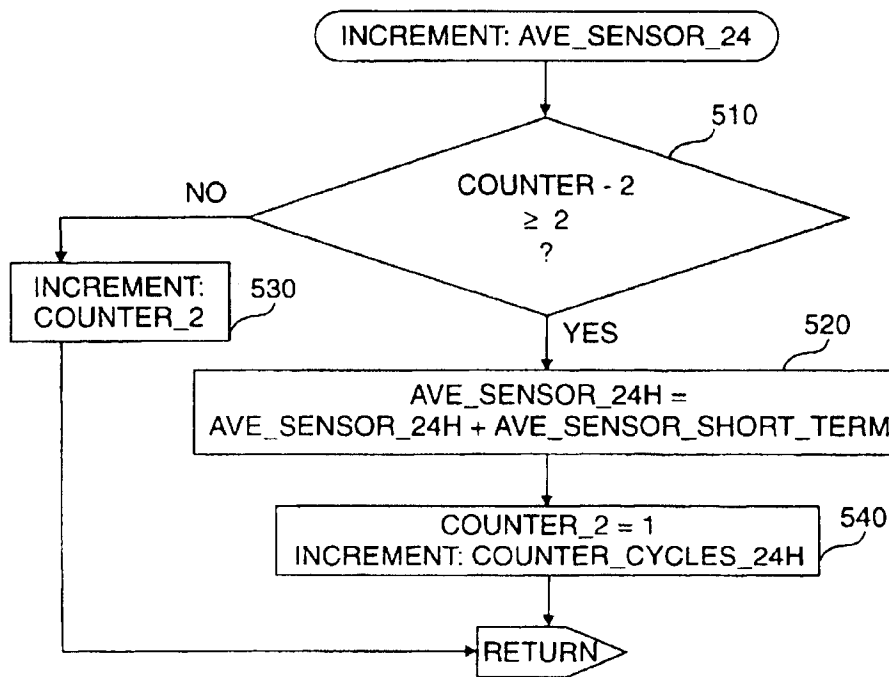 INCREMENT: AVE_SENSOR_24
510
COUNTER - 2
≥ 2
?
NO
INCREMENT:
COUNTER_2
530
YES
520
AVE_SENSOR_24H =
AVE_SENSOR_24H + AVE_SENSOR_SHORT_TERM
COUNTER_2 = 1
INCREMENT: COUNTER_CYCLES_24H
540
RETURN